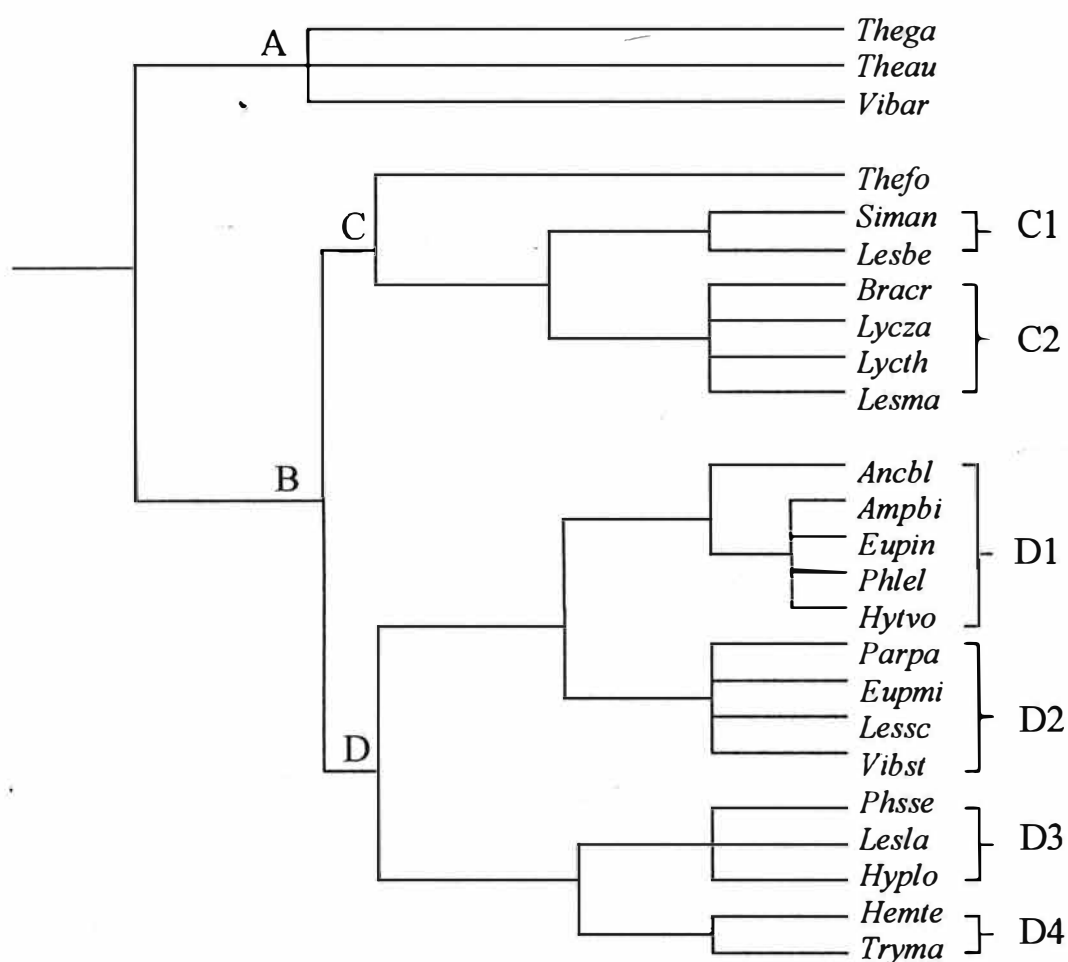 A
Thega
Theau
Vibar
Thefo
C
Siman
C1
Lesbe
Bracr
Lycza
C2
Lycth
Lesma
B
Ancbl
Ampbi
Eupin
D1
Phlel
Hytvo
Parpa
Eupmi
D2
Lessc
D
Vibst
Phsse
D3
Lesla
Hyplo
Hemte
D4
Tryma